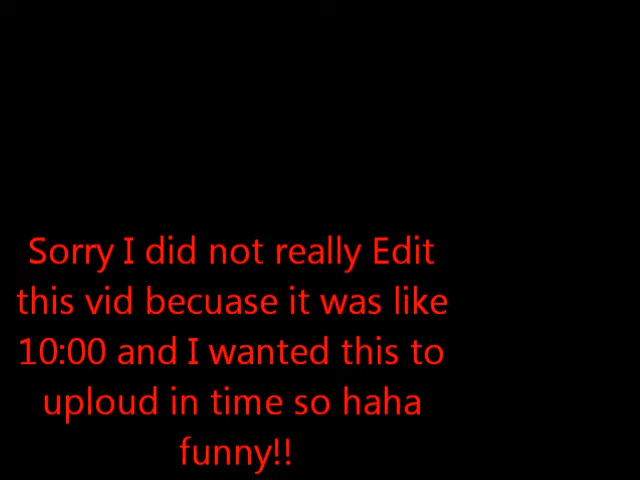 Sorry I did not really Edit
this vid becuase it was like
10:00 and I wanted this to
uploud in time so haha
funny!!